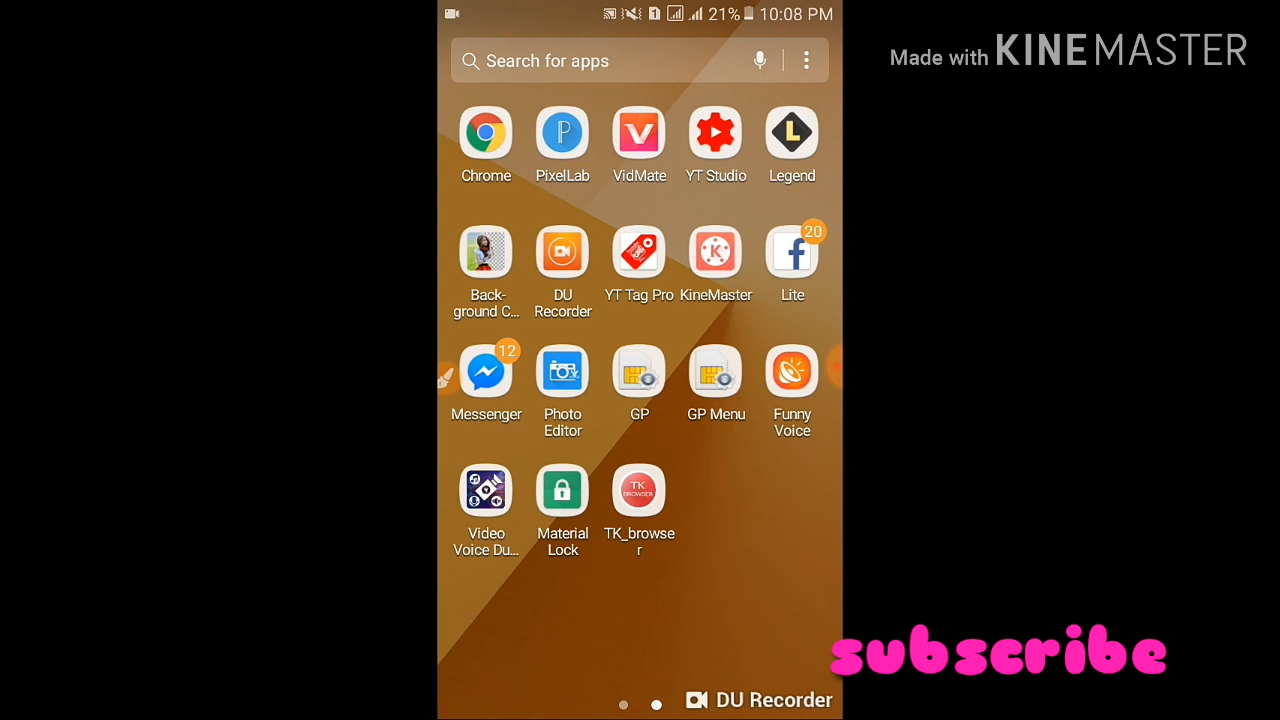 21% 10:08 PM
Made with KINEMASTER
Search for apps
Chrome
PixelLab
VidMate
YT Studio
Legend
Back-
ground C...
DU
Recorder
YT Tag Pro
KineMaster
20
Lite
12
Messenger
Photo
Editor
GP
GP Menu
Funny
Voice
Video
Voice Du...
Material
Lock
TK
BROWSER
TK_browse
r
subscribe
DU Recorder